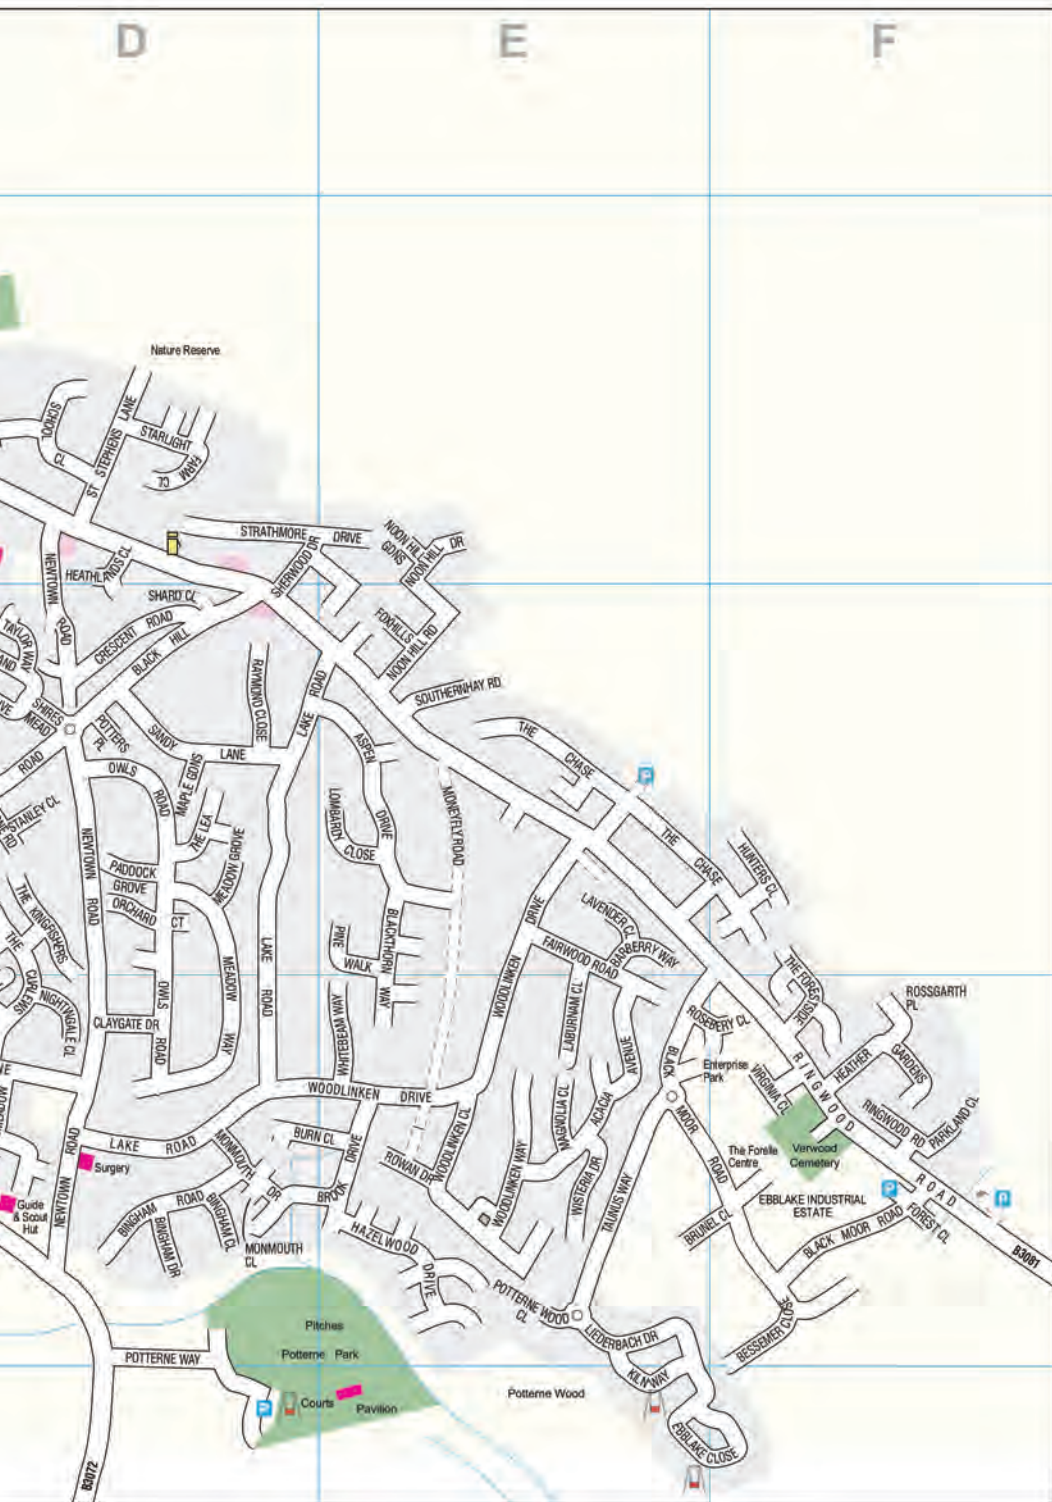 D
E
F
Nature Reserve
SCHOOL
CL
ST STEPHENS LANE
STARLIGHT
FARM
CL
STRATHMORE DRIVE
NOON HILL
GDNS
NOON HILL DR
SHERWOOD DR
NEWTOWN ROAD
HEATHLANDS CL
SHARD CL
CRESCENT ROAD
BLACK HILL
TAYLOR WAY
FOXHILLS
NOON HILL RD
SOUTHERNHAY RD
RAYMOND CLOSE
LAKE ROAD
SHIRES
MEAD
POTTERS
PL
SANDY LANE
ROAD
OWLS ROAD
MAPLE GDNS
THE LEA
MEADOW GROVE
STANLEY CL
NEWTOWN ROAD
PADDOCK
GROVE
ORCHARD CT
ASPEN DRIVE
LOMBARDY
CLOSE
MONEYFLY ROAD
THE CHASE
THE CHASE
HUNTERS CL
THE KINGFISHERS
THE CURLEWS
NIGHTINGALE CL
CLAYGATE DR
OWLS ROAD
MEADOW WAY
LAKE ROAD
PINE
WALK
BLACKTHORN WAY
WHITEBEAM WAY
WOODLINKEN DRIVE
LAVENDER CL
BARBERRY WAY
FAIRWOOD ROAD
LABURNAM CL
AVENUE
ACACIA
MAGNOLIA CL
THE FORESTSIDE
ROSSGARTH
PL
HEATHER
GARDENS
ROSEBERY CL
Enterprise
Park
VIRGINIA CL
RINGWOOD ROAD
RINGWOOD RD
PARKLAND CL
BLACK MOOR ROAD
WOODLINKEN DRIVE
LAKE ROAD
BURN CL
MONMOUTH DR
BROOK DRIVE
ROWAN DR
WOODLINKEN CL
WOODLINKEN WAY
WISTERIA DR
TAUNUS WAY
The Forelle
Centre
Verwood
Cemetery
EBBLAKE INDUSTRIAL
ESTATE
BRUNEL CL
BLACK MOOR ROAD
FOREST CL
B3081
Surgery
Guide
& Scout
Hut
NEWTOWN ROAD
BINGHAM ROAD
BINGHAM DR
BINGHAM CL
MONMOUTH
CL
HAZELWOOD DRIVE
POTTERNE WOOD
CL
LIEDERBACH DR
BESSEMER CLOSE
KILN WAY
EBBLAKE CLOSE
Pitches
Potterne Park
POTTERNE WAY
P
Courts
Pavilion
Potterne Wood
B3072